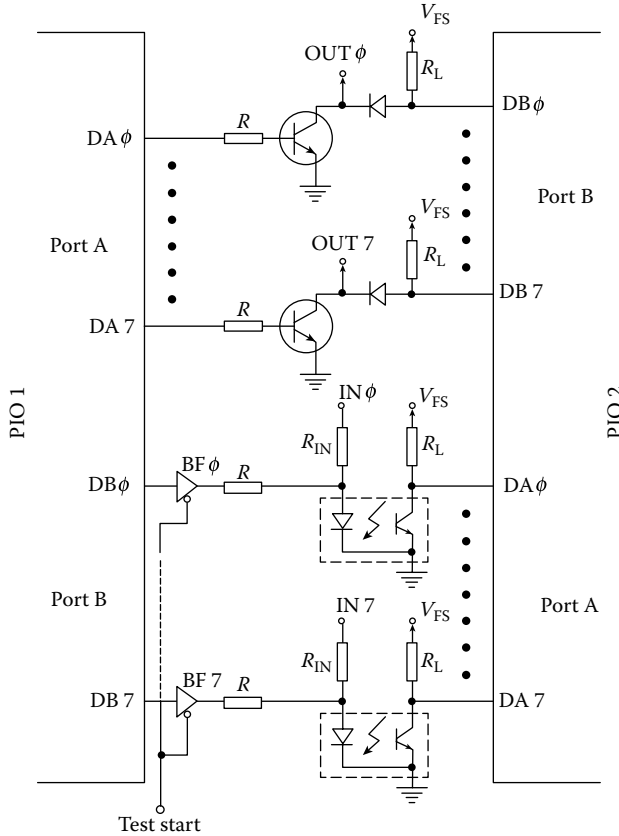 V_FS
OUT ϕ
R_L
R
DB ϕ
DA ϕ
Port B
V_FS
Port A
OUT 7
R_L
DB 7
R
DA 7
PIO 1
PIO 2
IN ϕ
V_FS
R_IN
R_L
BF ϕ
R
DB ϕ
DA ϕ
Port B
IN 7
V_FS
Port A
R_IN
R_L
BF 7
R
DB 7
DA 7
Test start